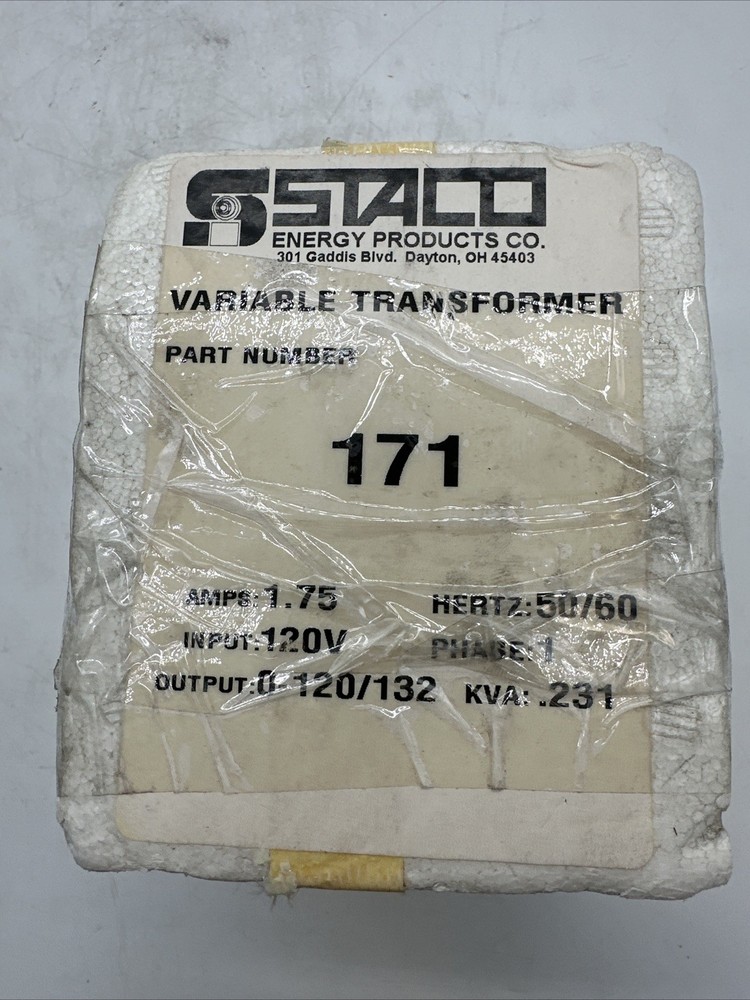 STACO
ENERGY PRODUCTS CO.
301 Gaddis Blvd. Dayton, OH 45403
VARIABLE TRANSFORMER
PART NUMBER
171
AMPS: 1.75 HERTZ: 50/60
INPUT: 120V PHASE: 1
OUTPUT: 0-120/132 KVA: .231